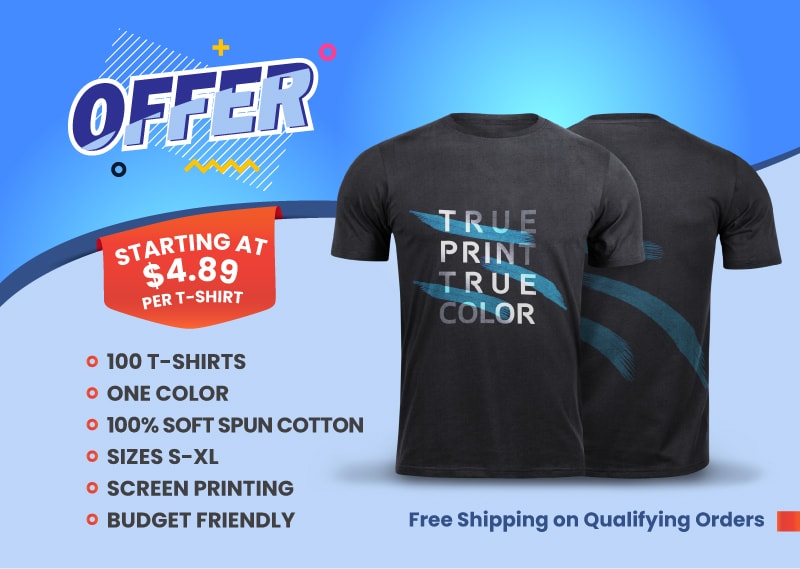 OFFER
STARTING AT
$4.89
PER T-SHIRT
100 T-SHIRTS
ONE COLOR
100% SOFT SPUN COTTON
SIZES S-XL
SCREEN PRINTING
BUDGET FRIENDLY
TRUE
PRINT
TRUE
COLOR
Free Shipping on Qualifying Orders